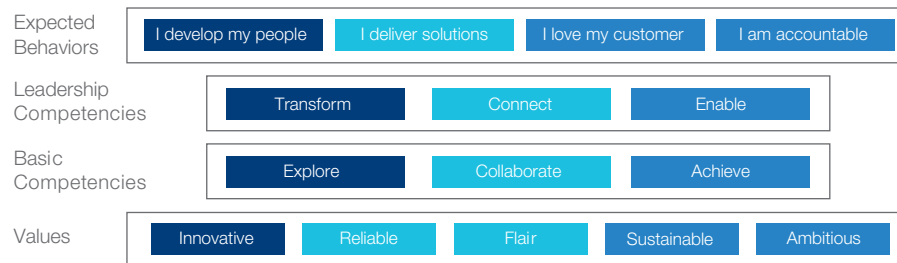 Expected
Behaviors
I develop my people
I deliver solutions
I love my customer
I am accountable
Leadership
Competencies
Transform
Connect
Enable
Basic
Competencies
Explore
Collaborate
Achieve
Values
Innovative
Reliable
Flair
Sustainable
Ambitious